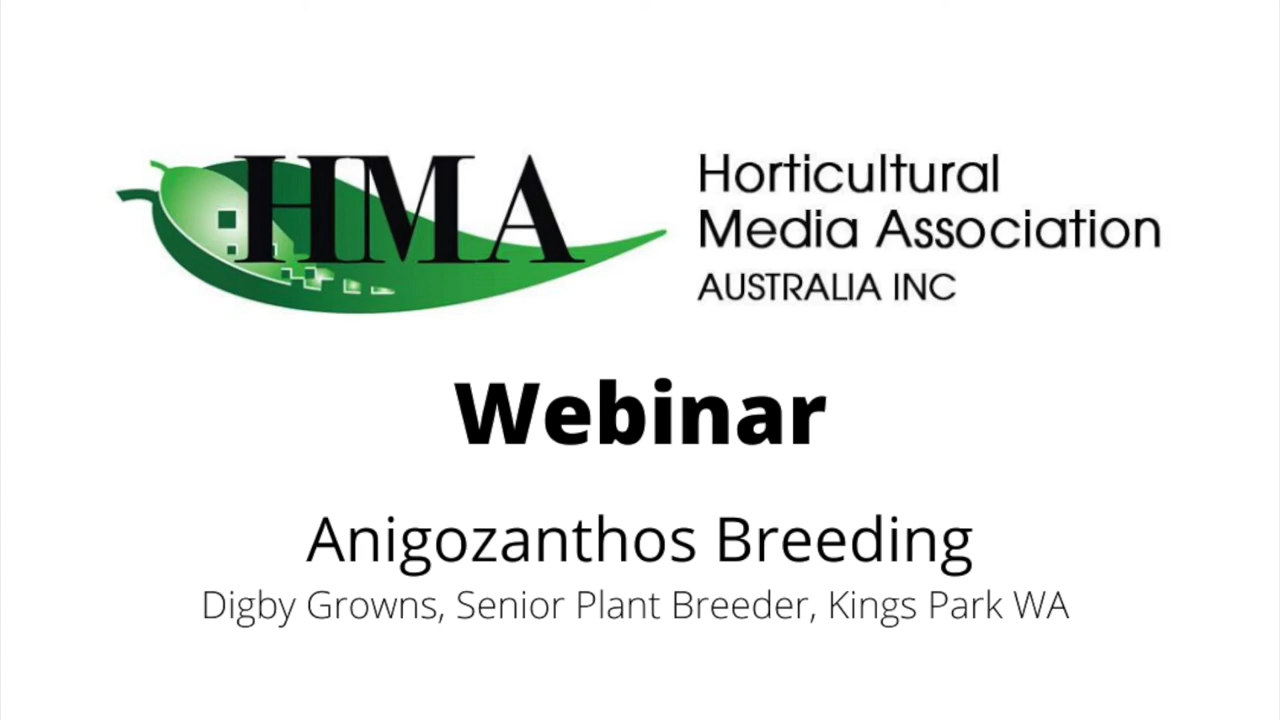 HMA
Horticultural
Media Association
AUSTRALIA INC
Webinar
Anigozanthos Breeding
Digby Growns, Senior Plant Breeder, Kings Park WA